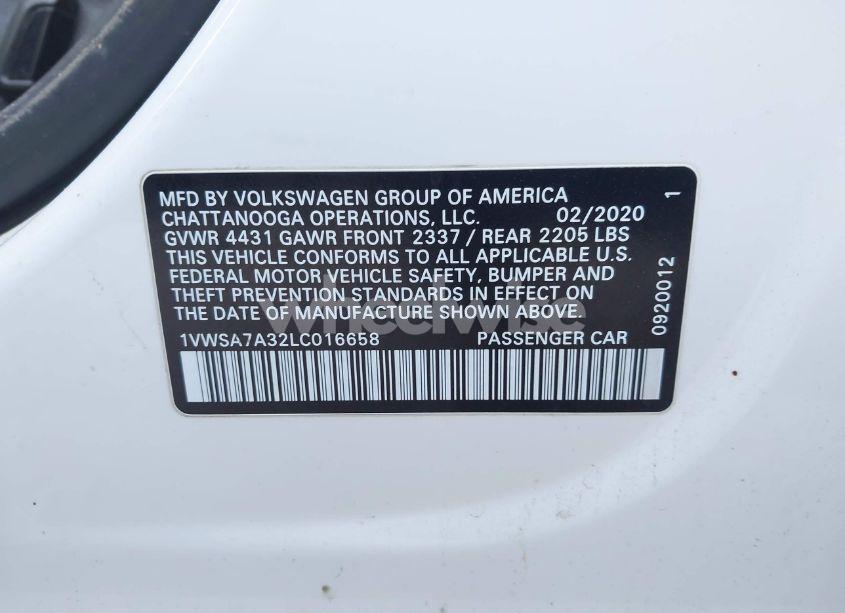 MFD BY VOLKSWAGEN GROUP OF AMERICA
CHATTANOOGA OPERATIONS, LLC. 02/2020 1
GVWR 4431 GAWR FRONT 2337 / REAR 2205 LBS
THIS VEHICLE CONFORMS TO ALL APPLICABLE U.S.
FEDERAL MOTOR VEHICLE SAFETY, BUMPER AND
THEFT PREVENTION STANDARDS IN EFFECT ON
THE DATE OF MANUFACTURE SHOWN ABOVE.
1VWSA7A32LC016658 PASSENGER CAR
0920012
wheelwise